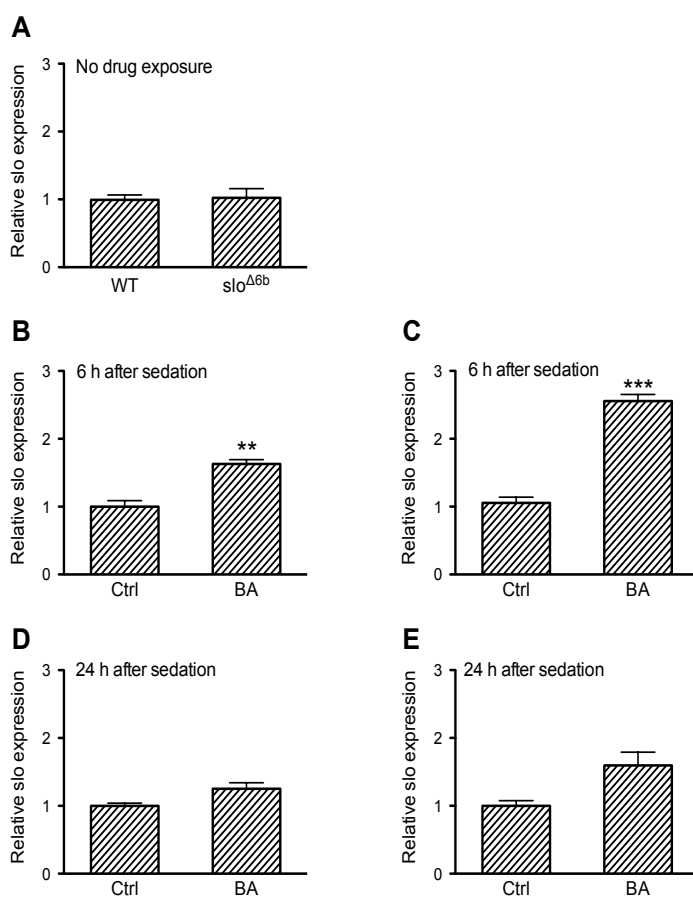 A
Relative slo expression
3
2
1
0
No drug exposure
WT
slo^Δ6b
B
Relative slo expression
3
2
1
0
6 h after sedation
**
Ctrl
BA
C
Relative slo expression
3
2
1
0
6 h after sedation
***
Ctrl
BA
D
Relative slo expression
3
2
1
0
24 h after sedation
Ctrl
BA
E
Relative slo expression
3
2
1
0
24 h after sedation
Ctrl
BA